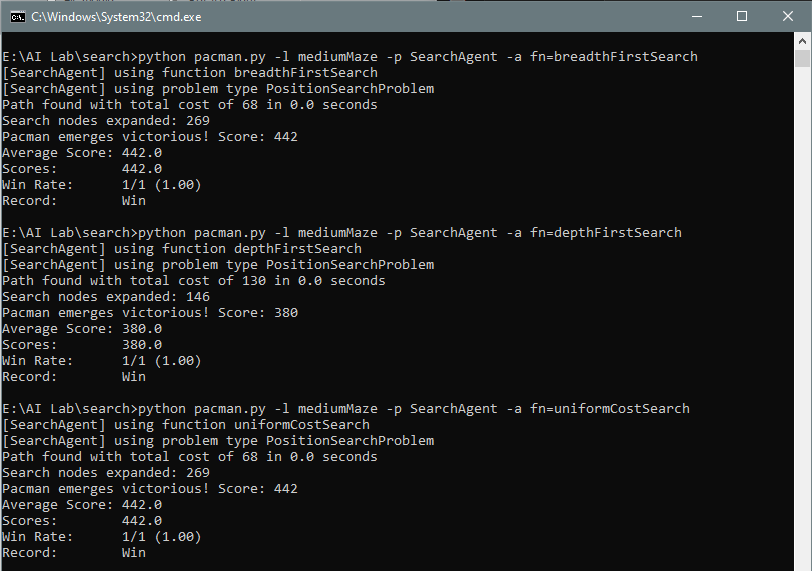 C:\Windows\System32\cmd.exe
E:\AI Lab\search>python pacman.py -l mediumMaze -p SearchAgent -a fn=breadthFirstSearch
[SearchAgent] using function breadthFirstSearch
[SearchAgent] using problem type PositionSearchProblem
Path found with total cost of 68 in 0.0 seconds
Search nodes expanded: 269
Pacman emerges victorious! Score: 442
Average Score: 442.0
Scores:        442.0
Win Rate:      1/1 (1.00)
Record:        Win
E:\AI Lab\search>python pacman.py -l mediumMaze -p SearchAgent -a fn=depthFirstSearch
[SearchAgent] using function depthFirstSearch
[SearchAgent] using problem type PositionSearchProblem
Path found with total cost of 130 in 0.0 seconds
Search nodes expanded: 146
Pacman emerges victorious! Score: 380
Average Score: 380.0
Scores:        380.0
Win Rate:      1/1 (1.00)
Record:        Win
E:\AI Lab\search>python pacman.py -l mediumMaze -p SearchAgent -a fn=uniformCostSearch
[SearchAgent] using function uniformCostSearch
[SearchAgent] using problem type PositionSearchProblem
Path found with total cost of 68 in 0.0 seconds
Search nodes expanded: 269
Pacman emerges victorious! Score: 442
Average Score: 442.0
Scores:        442.0
Win Rate:      1/1 (1.00)
Record:        Win